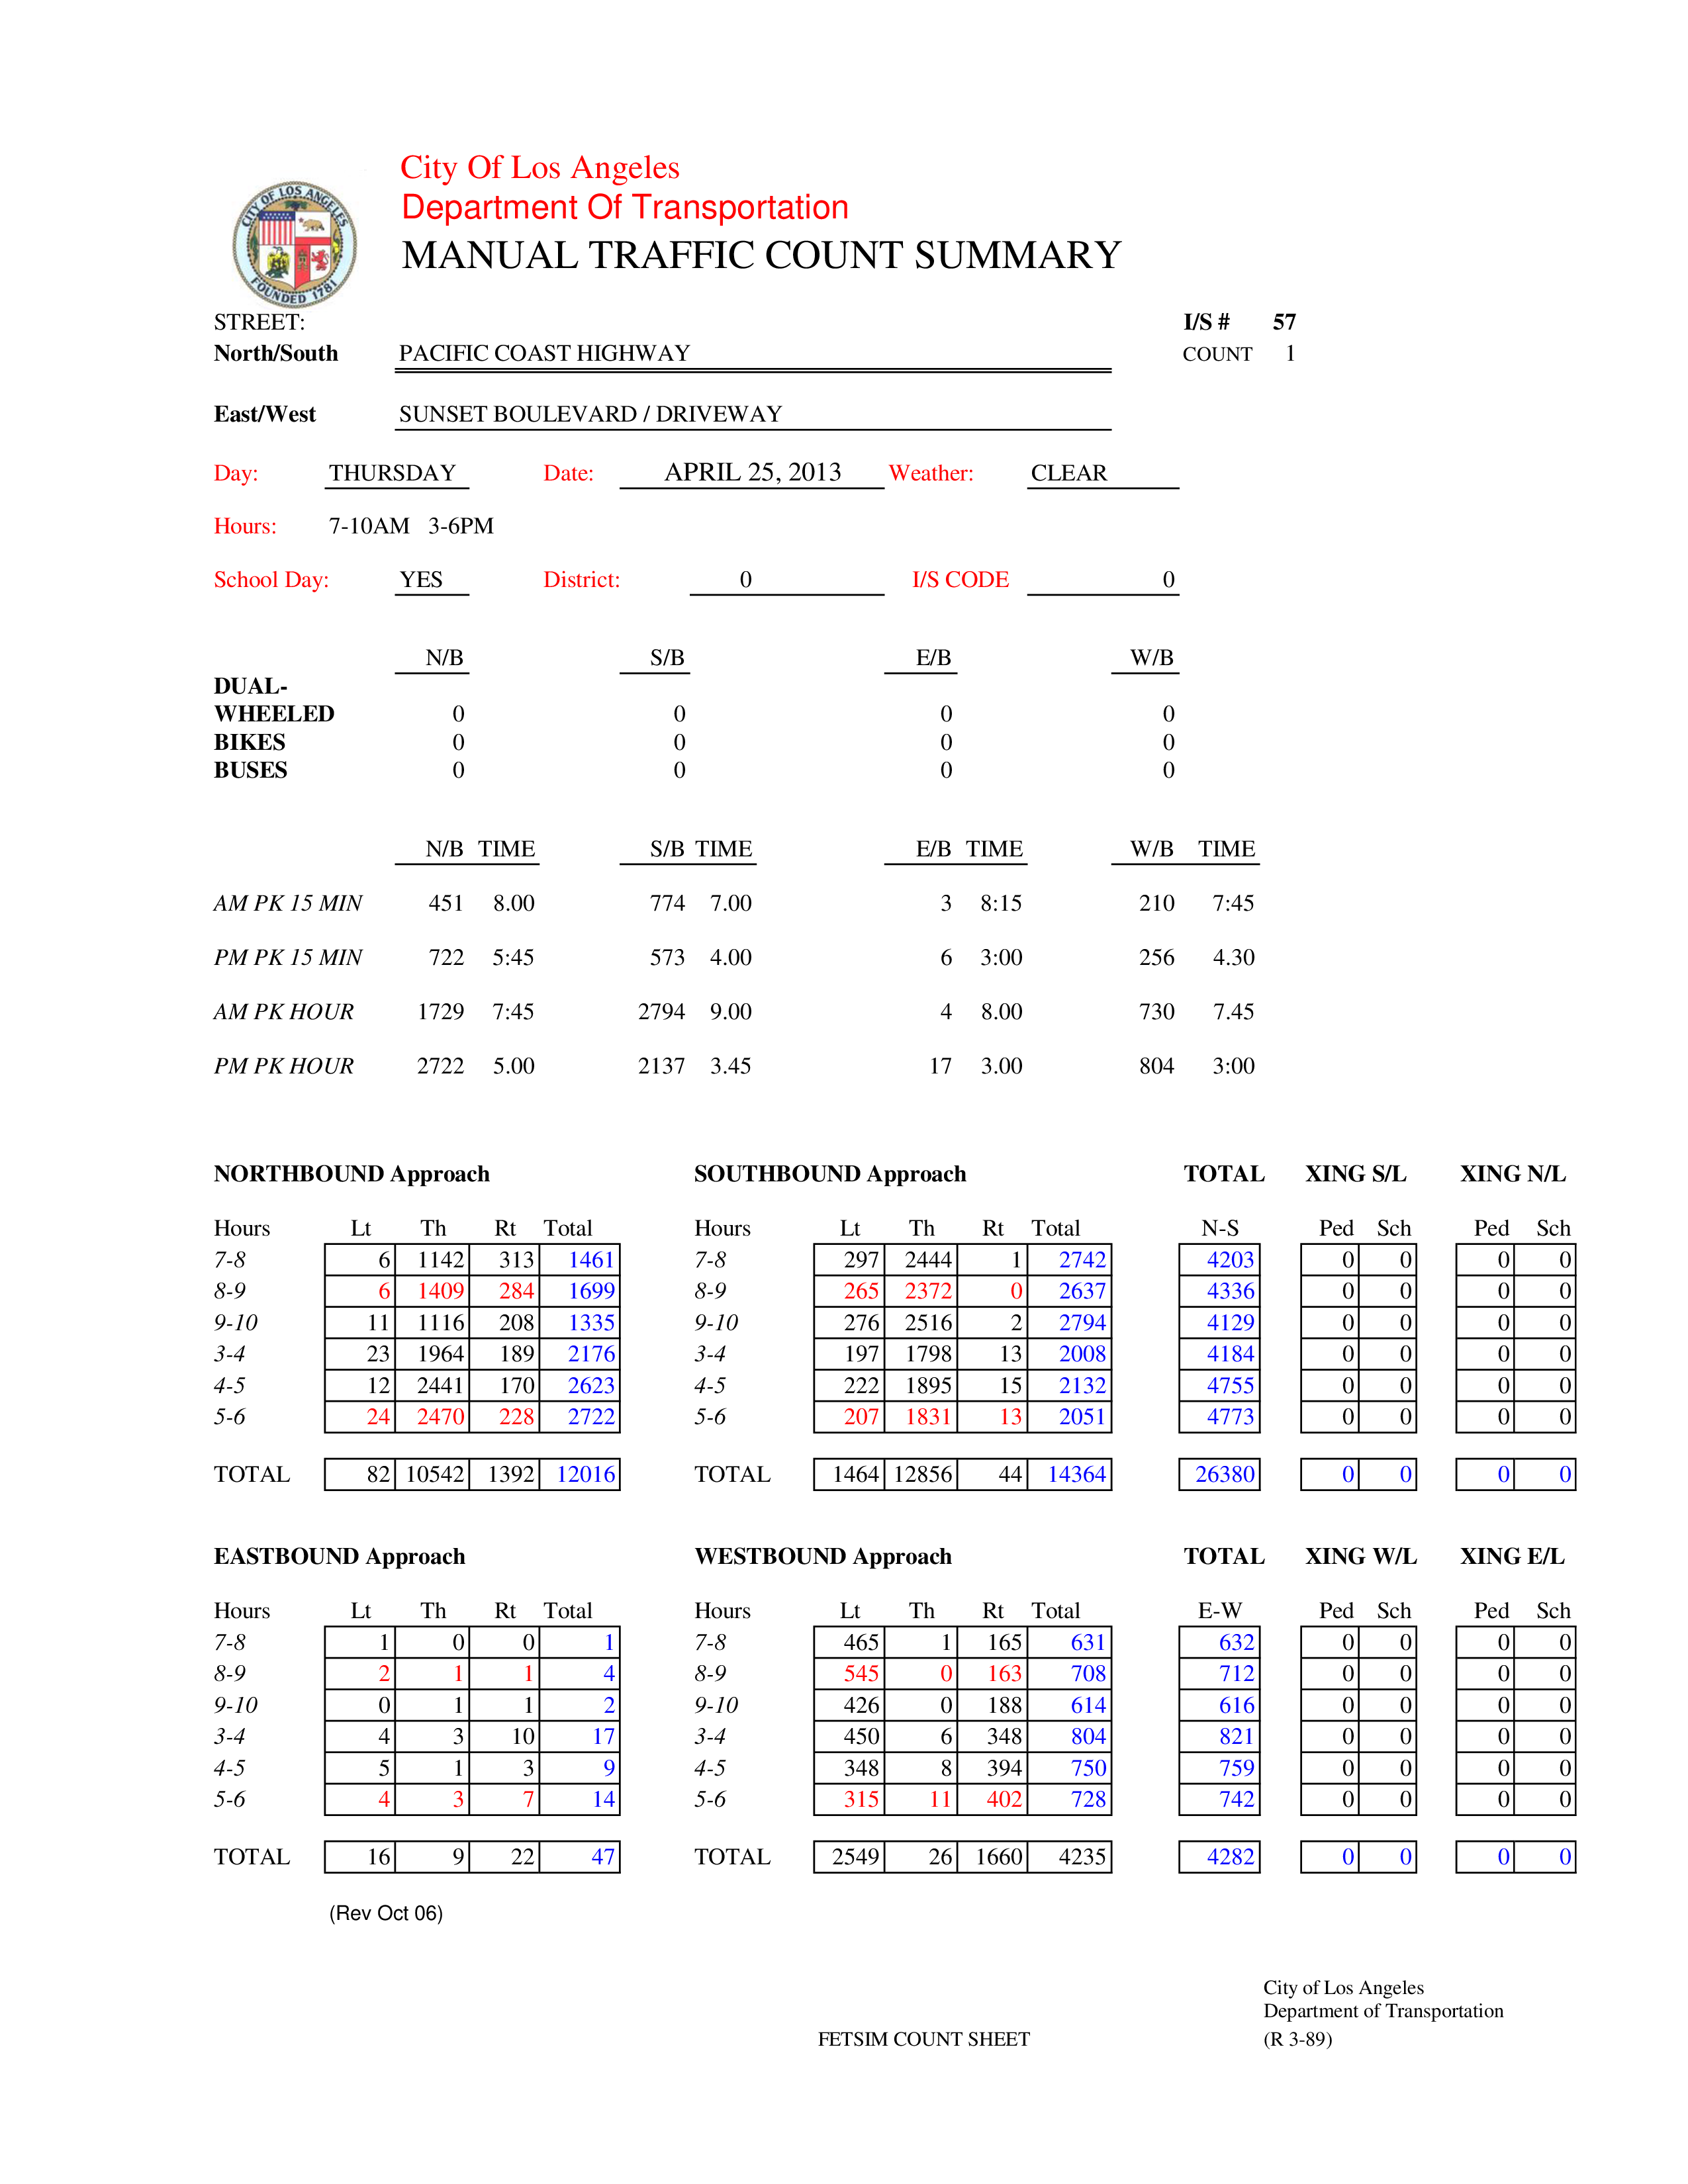 City Of Los Angeles
Department Of Transportation
MANUAL TRAFFIC COUNT SUMMARY
CITY OF LOS ANGELES
FOUNDED 1781
STREET: I/S # 57
North/South PACIFIC COAST HIGHWAY COUNT 1
East/West SUNSET BOULEVARD / DRIVEWAY
Day: THURSDAY Date: APRIL 25, 2013 Weather: CLEAR
Hours: 7-10AM 3-6PM
School Day: YES District: 0 I/S CODE 0
N/B S/B E/B W/B
DUAL-
WHEELED 0 0 0 0
BIKES 0 0 0 0
BUSES 0 0 0 0
N/B TIME S/B TIME E/B TIME W/B TIME
AM PK 15 MIN 451 8.00 774 7.00 3 8:15 210 7:45
PM PK 15 MIN 722 5:45 573 4.00 6 3:00 256 4.30
AM PK HOUR 1729 7:45 2794 9.00 4 8.00 730 7.45
PM PK HOUR 2722 5.00 2137 3.45 17 3.00 804 3:00
NORTHBOUND Approach SOUTHBOUND Approach TOTAL XING S/L XING N/L
Hours Lt Th Rt Total Hours Lt Th Rt Total N-S Ped Sch Ped Sch
7-8 6 1142 313 1461 7-8 297 2444 1 2742 4203 0 0 0 0
8-9 6 1409 284 1699 8-9 265 2372 0 2637 4336 0 0 0 0
9-10 11 1116 208 1335 9-10 276 2516 2 2794 4129 0 0 0 0
3-4 23 1964 189 2176 3-4 197 1798 13 2008 4184 0 0 0 0
4-5 12 2441 170 2623 4-5 222 1895 15 2132 4755 0 0 0 0
5-6 24 2470 228 2722 5-6 207 1831 13 2051 4773 0 0 0 0
TOTAL 82 10542 1392 12016 TOTAL 1464 12856 44 14364 26380 0 0 0 0
EASTBOUND Approach WESTBOUND Approach TOTAL XING W/L XING E/L
Hours Lt Th Rt Total Hours Lt Th Rt Total E-W Ped Sch Ped Sch
7-8 1 0 0 1 7-8 465 1 165 631 632 0 0 0 0
8-9 2 1 1 4 8-9 545 0 163 708 712 0 0 0 0
9-10 0 1 1 2 9-10 426 0 188 614 616 0 0 0 0
3-4 4 3 10 17 3-4 450 6 348 804 821 0 0 0 0
4-5 5 1 3 9 4-5 348 8 394 750 759 0 0 0 0
5-6 4 3 7 14 5-6 315 11 402 728 742 0 0 0 0
TOTAL 16 9 22 47 TOTAL 2549 26 1660 4235 4282 0 0 0 0
(Rev Oct 06)
City of Los Angeles
Department of Transportation
FETSIM COUNT SHEET (R 3-89)